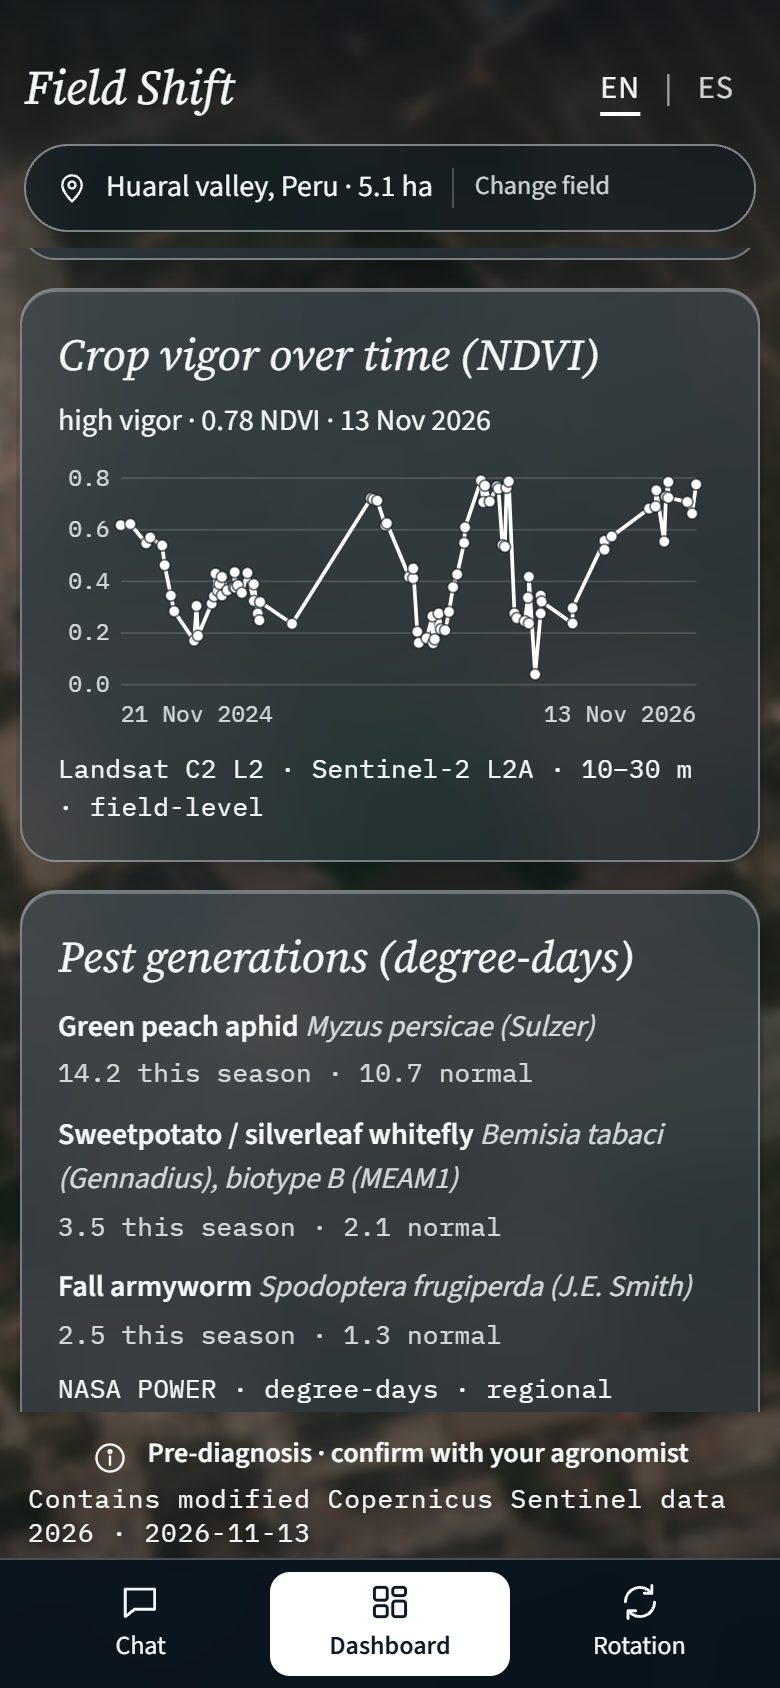 Field Shift
EN | ES
Huaral valley, Peru · 5.1 ha | Change field
Crop vigor over time (NDVI)
high vigor · 0.78 NDVI · 13 Nov 2026
0.8
0.6
0.4
0.2
0.0
21 Nov 2024 13 Nov 2026
Landsat C2 L2 · Sentinel-2 L2A · 10–30 m
· field-level
Pest generations (degree-days)
Green peach aphid Myzus persicae (Sulzer)
14.2 this season · 10.7 normal
Sweetpotato / silverleaf whitefly Bemisia tabaci
(Gennadius), biotype B (MEAM1)
3.5 this season · 2.1 normal
Fall armyworm Spodoptera frugiperda (J.E. Smith)
2.5 this season · 1.3 normal
NASA POWER · degree-days · regional
Pre-diagnosis · confirm with your agronomist
Contains modified Copernicus Sentinel data
2026 · 2026-11-13
Chat Dashboard Rotation